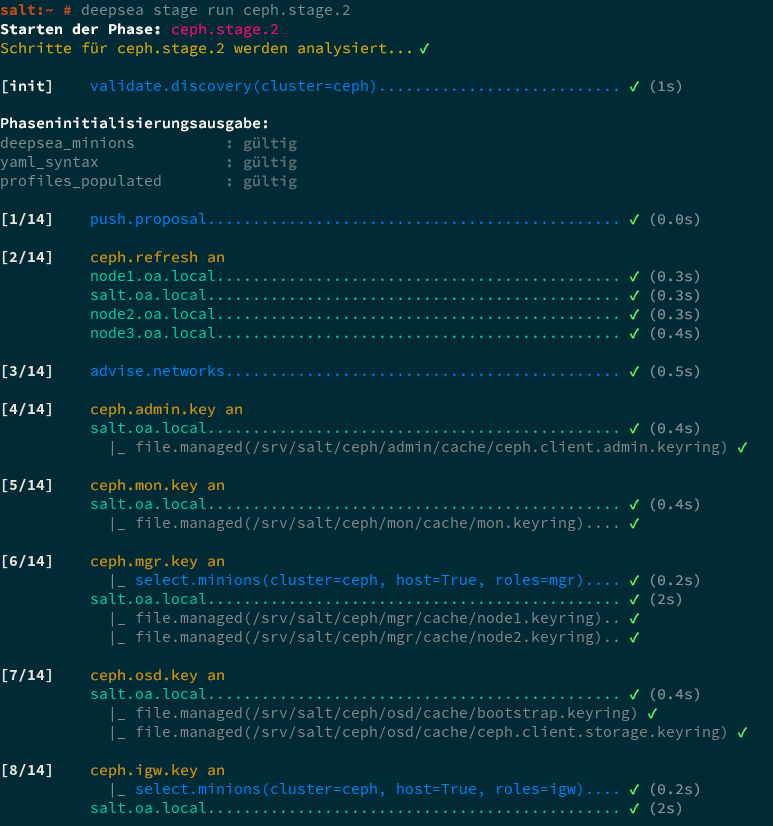 salt:~ # deepsea stage run ceph.stage.2
Starten der Phase: ceph.stage.2
Schritte für ceph.stage.2 werden analysiert... ✓
[init] validate.discovery(cluster=ceph)........................... ✓ (1s)
Phaseninitialisierungsausgabe:
deepsea_minions : gültig
yaml_syntax : gültig
profiles_populated : gültig
[1/14] push.proposal.............................................. ✓ (0.0s)
[2/14] ceph.refresh an
node1.oa.local............................................. ✓ (0.3s)
salt.oa.local.............................................. ✓ (0.3s)
node2.oa.local............................................. ✓ (0.3s)
node3.oa.local............................................. ✓ (0.4s)
[3/14] advise.networks............................................ ✓ (0.5s)
[4/14] ceph.admin.key an
salt.oa.local.............................................. ✓ (0.4s)
|_ file.managed(/srv/salt/ceph/admin/cache/ceph.client.admin.keyring) ✓
[5/14] ceph.mon.key an
salt.oa.local.............................................. ✓ (0.4s)
|_ file.managed(/srv/salt/ceph/mon/cache/mon.keyring).... ✓
[6/14] ceph.mgr.key an
|_ select.minions(cluster=ceph, host=True, roles=mgr).... ✓ (0.2s)
salt.oa.local.............................................. ✓ (2s)
|_ file.managed(/srv/salt/ceph/mgr/cache/node1.keyring).. ✓
|_ file.managed(/srv/salt/ceph/mgr/cache/node2.keyring).. ✓
[7/14] ceph.osd.key an
salt.oa.local.............................................. ✓ (0.4s)
|_ file.managed(/srv/salt/ceph/osd/cache/bootstrap.keyring) ✓
|_ file.managed(/srv/salt/ceph/osd/cache/ceph.client.storage.keyring) ✓
[8/14] ceph.igw.key an
|_ select.minions(cluster=ceph, host=True, roles=igw).... ✓ (0.2s)
salt.oa.local.............................................. ✓ (2s)